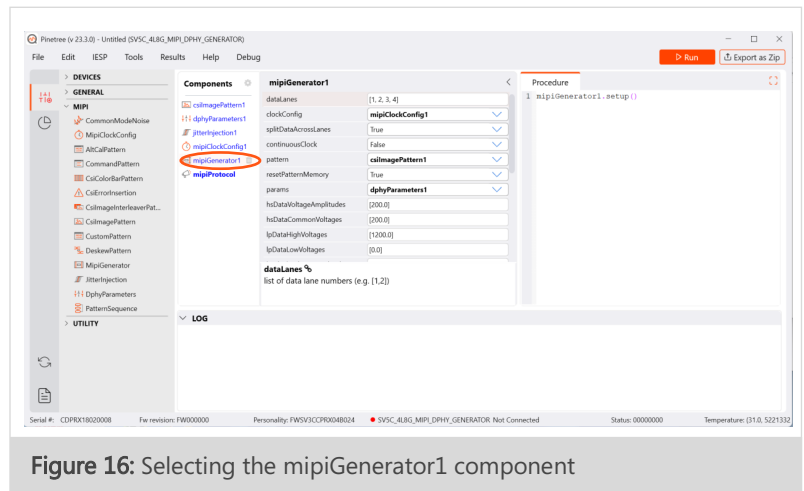 Pinetree (v 23.3.0) - Untitled (SV5C_4L8G_MIPI_DPHY_GENERATOR)
File Edit IESP Tools Results Help Debug
Run Export as Zip
DEVICES
GENERAL
MIPI
CommonModeNoise
MipiClockConfig
AltCalPattern
CommandPattern
CsiColorBarPattern
CsiErrorInsertion
CsiImageInterleaverPat...
CsiImagePattern
CustomPattern
DeskewPattern
MipiGenerator
JitterInjection
DphyParameters
PatternSequence
UTILITY
Components
csiImagePattern1
dphyParameters1
jitterInjection1
mipiClockConfig1
mipiGenerator1
mipiProtocol
mipiGenerator1
dataLanes [1, 2, 3, 4]
clockConfig mipiClockConfig1
splitDataAcrossLanes True
continuousClock False
pattern csiImagePattern1
resetPatternMemory True
params dphyParameters1
hsDataVoltageAmplitudes [200.0]
hsDataCommonVoltages [200.0]
lpDataHighVoltages [1200.0]
lpDataLowVoltages [0.0]
dataLanes
list of data lane numbers (e.g. [1,2])
Procedure
1 mipiGenerator1.setup()
LOG
Serial #: CDPRX18020008 Fw revision: FW000000 Personality: FWSV3CCPRX04B024 SV5C_4L8G_MIPI_DPHY_GENERATOR Not Connected Status: 00000000 Temperature: (31.0, 5221332
Figure 16: Selecting the mipiGenerator1 component